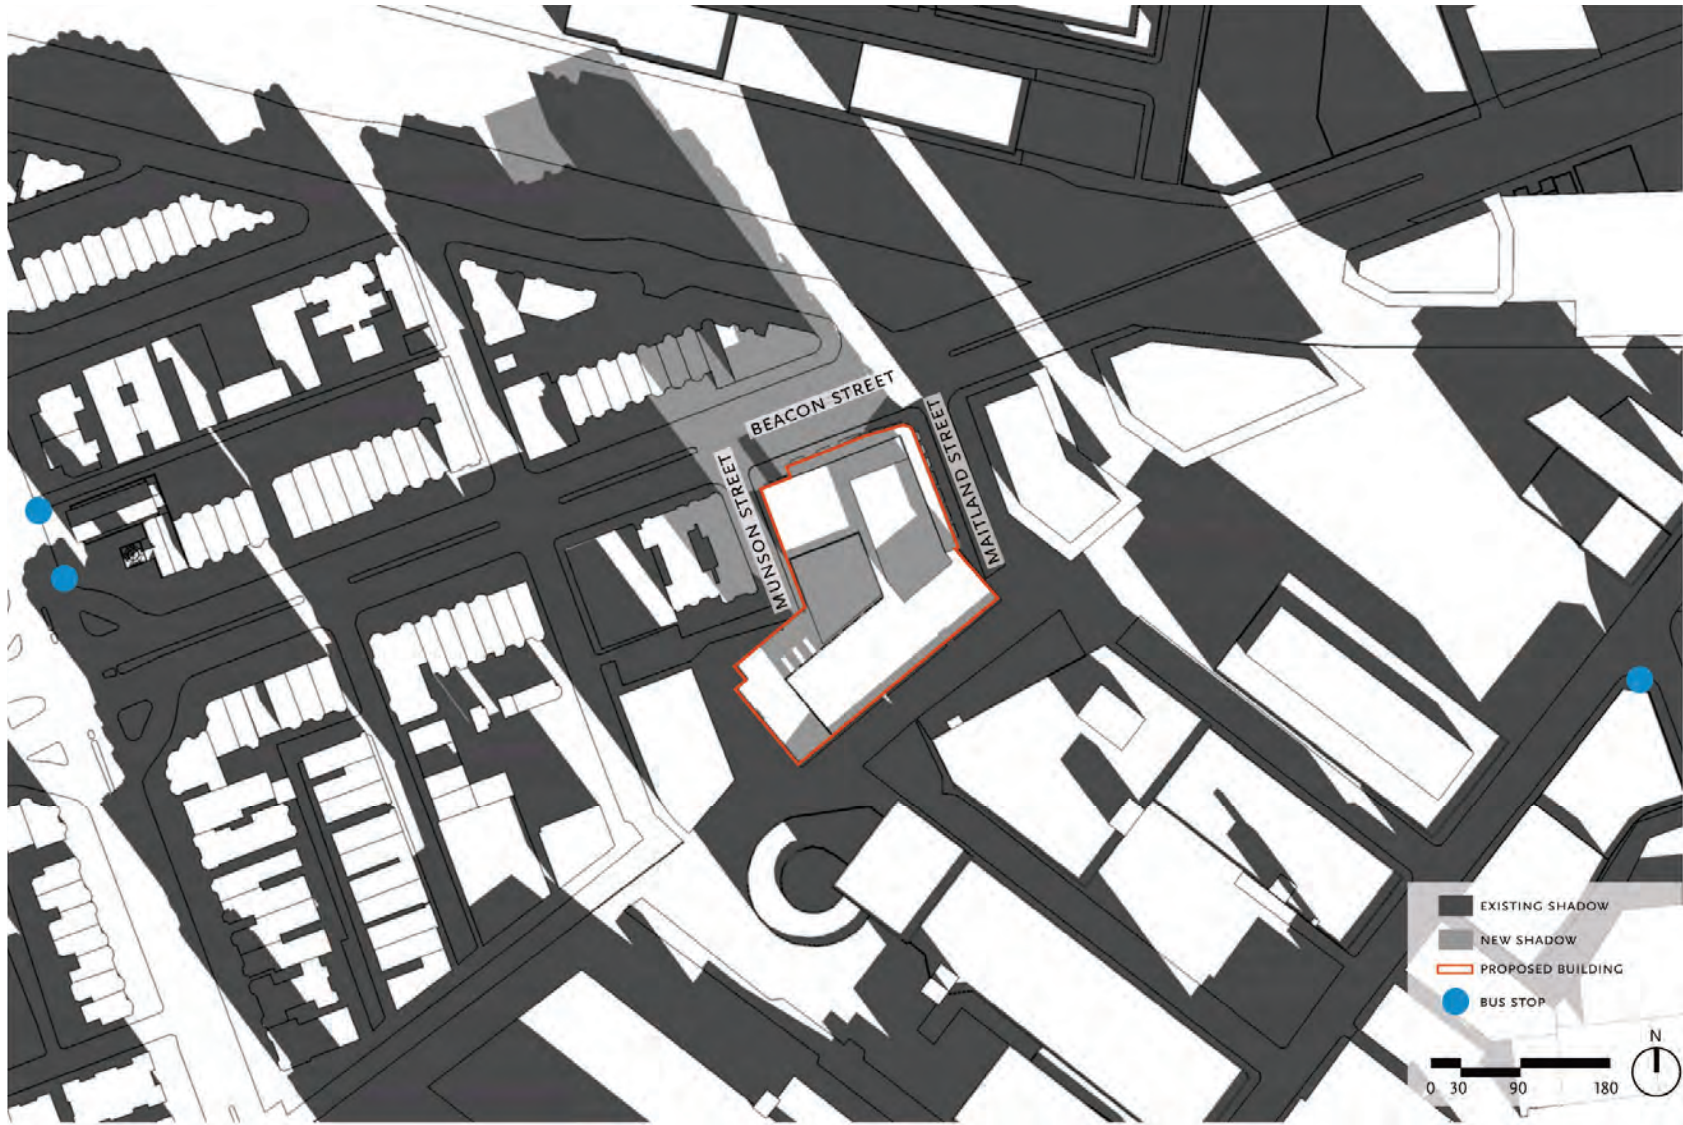 BEACON STREET
MAITLAND STREET
MUNSON STREET
EXISTING SHADOW
NEW SHADOW
PROPOSED BUILDING
BUS STOP
N
0 30 90 180